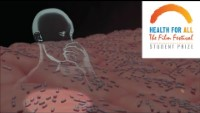 HEALTH FOR ALL
The Film Festival
STUDENT PRIZE